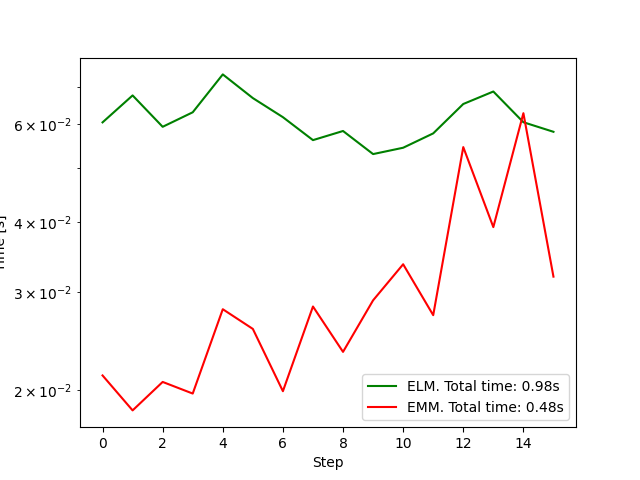 6 × 10⁻²
4 × 10⁻²
3 × 10⁻²
2 × 10⁻²
Time [s]
0 2 4 6 8 10 12 14
Step
ELM. Total time: 0.98s
EMM. Total time: 0.48s